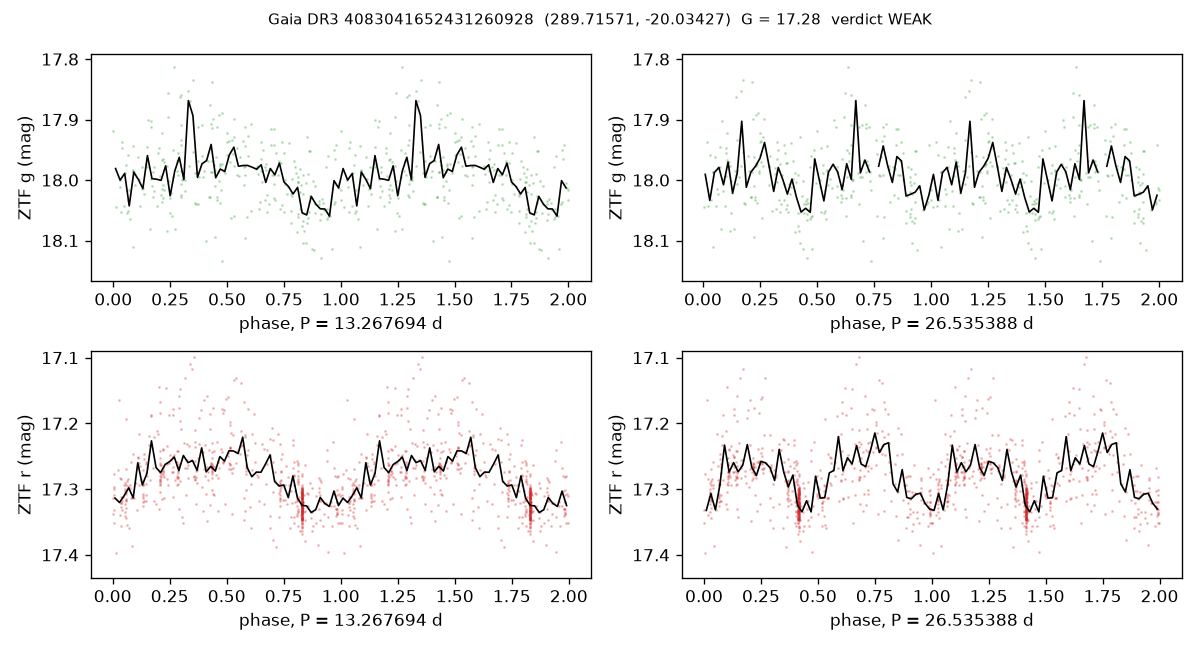 Gaia DR3 4083041652431260928  (289.71571, -20.03427)  G = 17.28  verdict WEAK
17.8
17.9
18.0
18.1
ZTF g (mag)
0.00 0.25 0.50 0.75 1.00 1.25 1.50 1.75 2.00
phase, P = 13.267694 d
17.8
17.9
18.0
18.1
ZTF g (mag)
0.00 0.25 0.50 0.75 1.00 1.25 1.50 1.75 2.00
phase, P = 26.535388 d
17.1
17.2
17.3
17.4
ZTF r (mag)
0.00 0.25 0.50 0.75 1.00 1.25 1.50 1.75 2.00
phase, P = 13.267694 d
17.1
17.2
17.3
17.4
ZTF r (mag)
0.00 0.25 0.50 0.75 1.00 1.25 1.50 1.75 2.00
phase, P = 26.535388 d